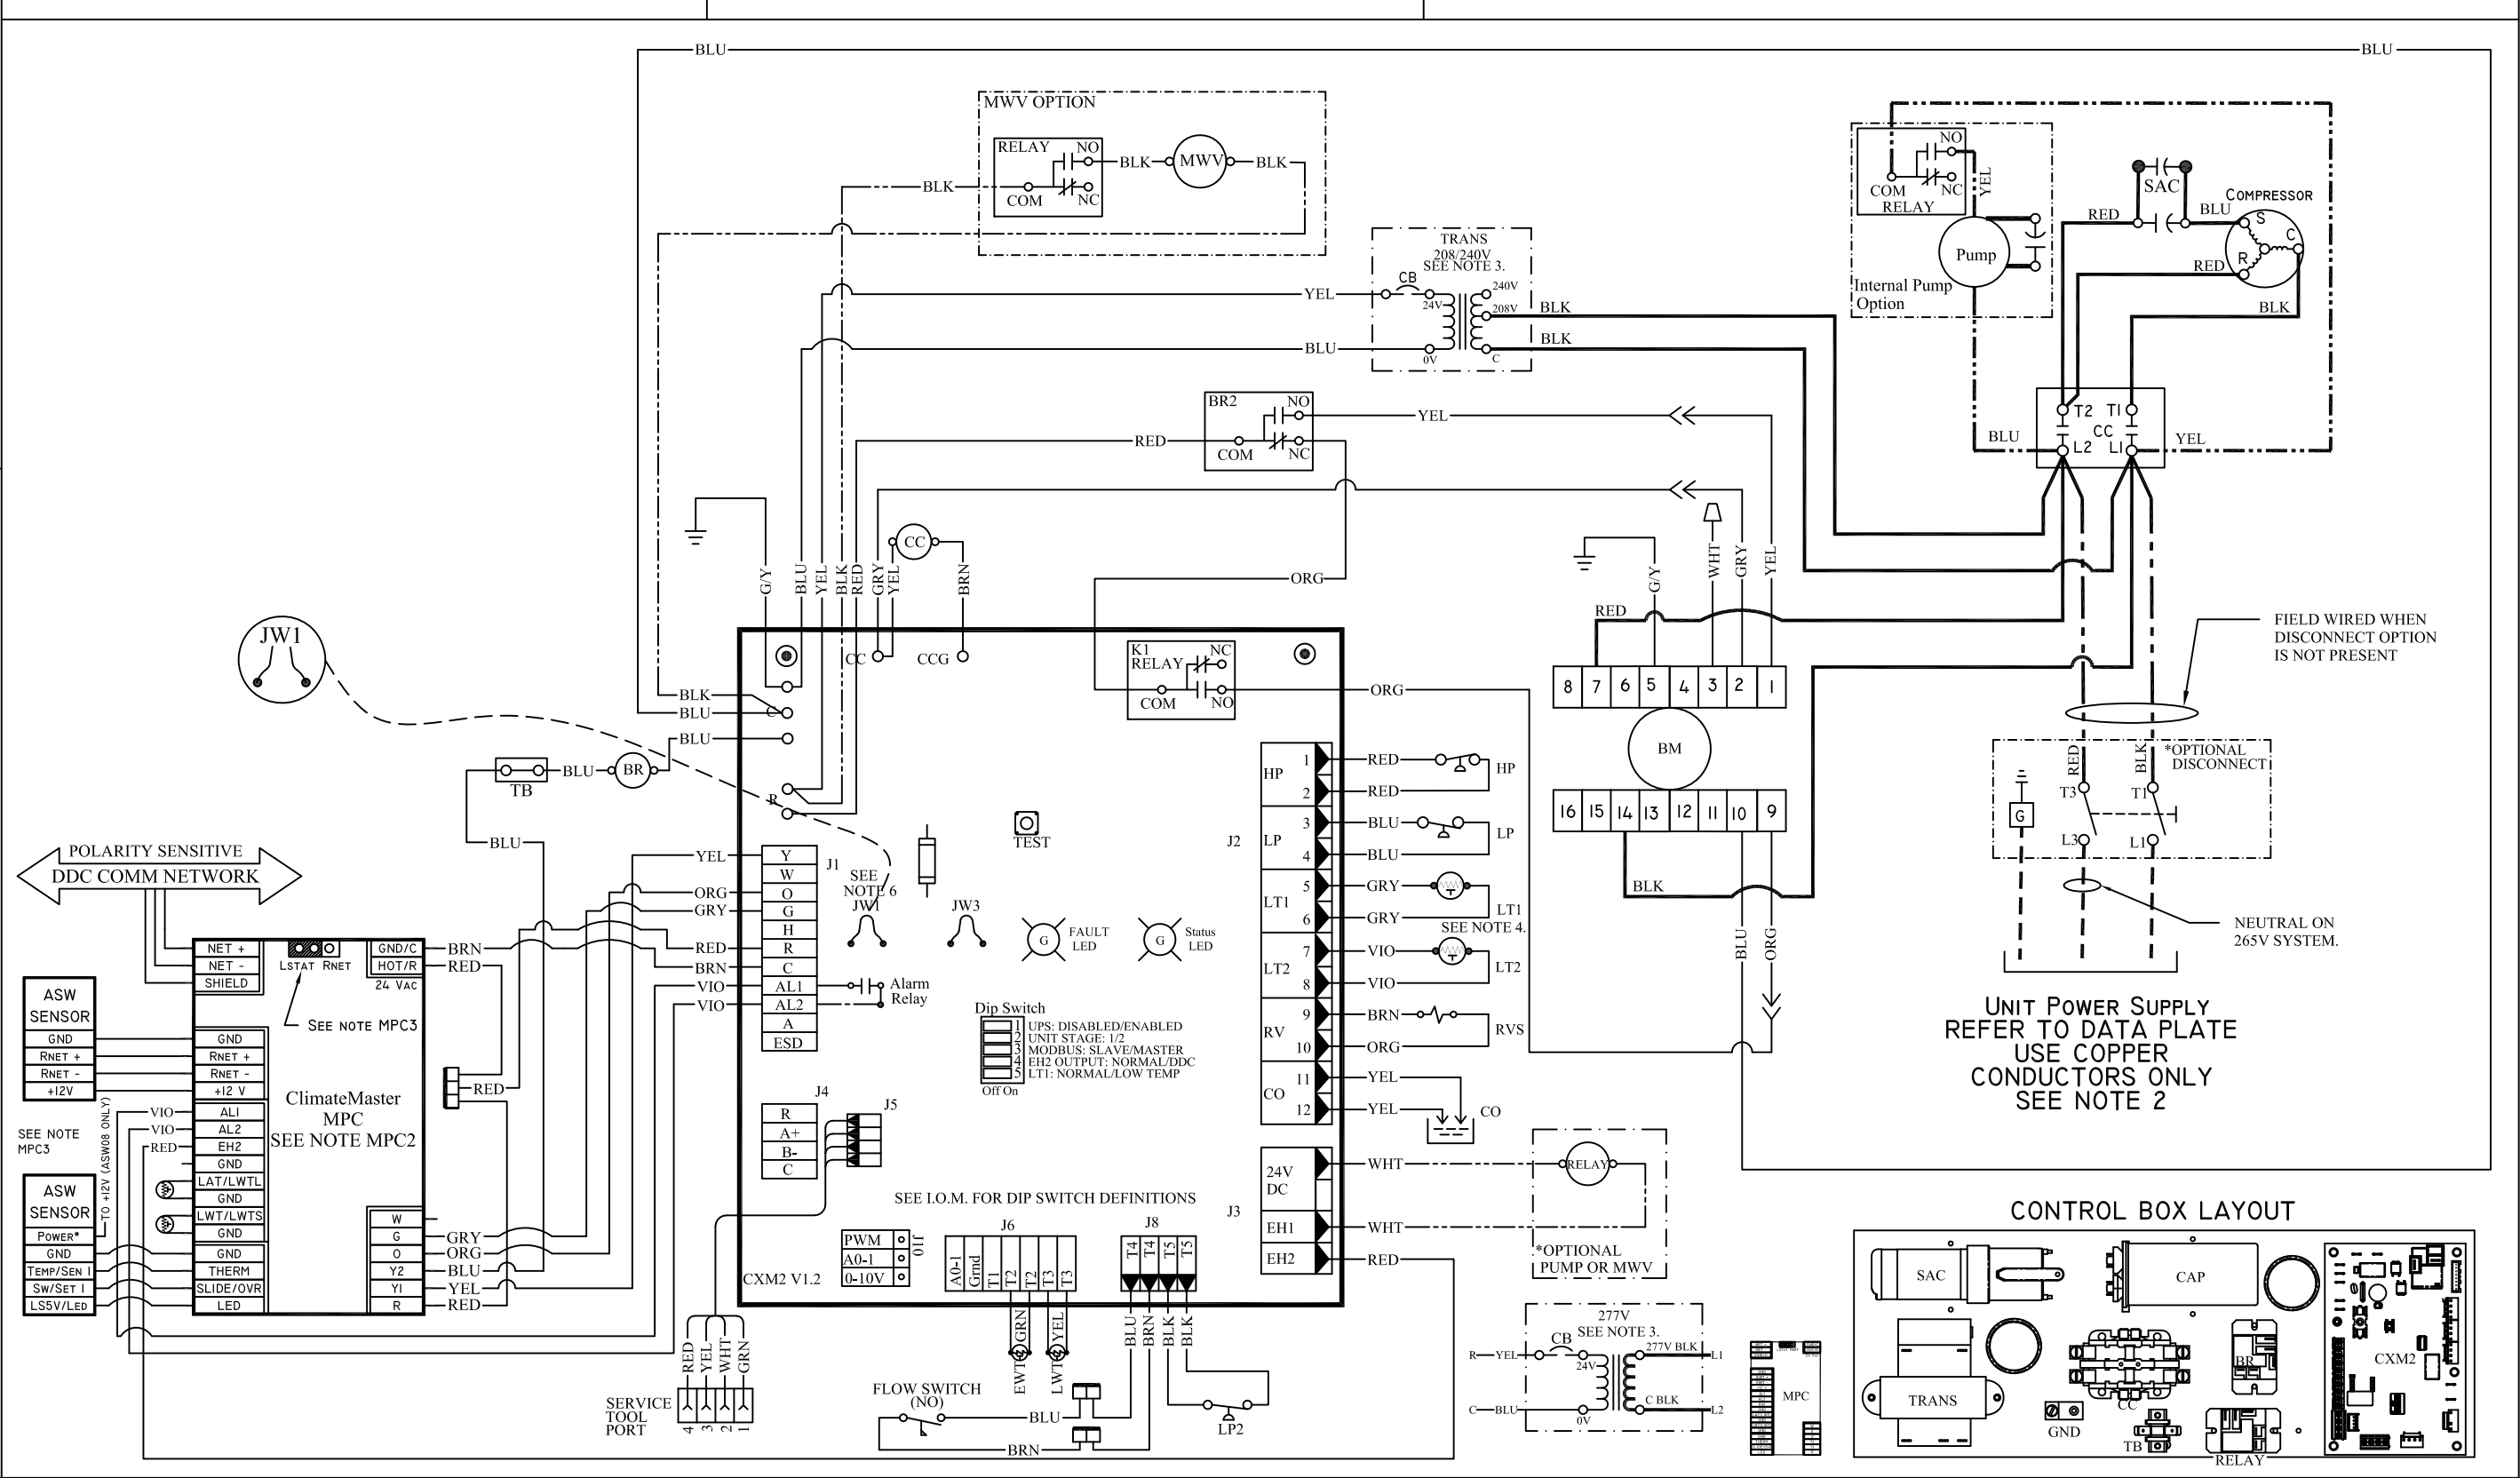 BLU
BLU
MWV OPTION
RELAY
NO
BLK
MWV
BLK
BLK
COM
NC
NO
COM
NC
RELAY
YEL
Pump
Internal Pump
Option
SAC
COMPRESSOR
RED
BLU
S
C
R
RED
BLK
TRANS
208/240V
SEE NOTE 3.
CB
YEL
24V
240V
208V
BLK
BLU
0V
C
BLK
T2
T1
CC
L2
L1
BLU
YEL
BR2
NO
YEL
RED
COM
NC
CC
G/Y
BLU
YEL
BLK
RED
GRY
YEL
BRN
ORG
G/Y
WHT
GRY
YEL
RED
FIELD WIRED WHEN
DISCONNECT OPTION
IS NOT PRESENT
JW1
CC
CCG
K1
RELAY
NC
COM
NO
ORG
BLK
BLU
C
BLU
8 7 6 5 4 3 2 1
BM
16 15 14 13 12 11 10 9
RED
BLK
*OPTIONAL
DISCONNECT
T3
T1
G
L3
L1
NEUTRAL ON
265V SYSTEM.
TB
BLU
BR
R
BLU
TEST
POLARITY SENSITIVE
DDC COMM NETWORK
YEL
ORG
GRY
RED
BRN
VIO
VIO
Y
W
O
G
H
R
C
AL1
AL2
A
ESD
J1
SEE
NOTE 6
JW1
JW3
G
FAULT
LED
G
Status
LED
Alarm
Relay
Dip Switch
1 UPS: DISABLED/ENABLED
2 UNIT STAGE: 1/2
3 MODBUS: SLAVE/MASTER
4 EH2 OUTPUT: NORMAL/DDC
5 LT1: NORMAL/LOW TEMP
Off On
J2
HP
1 RED
2 RED
HP
LP
3 BLU
4 BLU
LP
LT1
5 GRY
6 GRY
LT1
SEE NOTE 4.
LT2
7 VIO
8 VIO
LT2
RV
9 BRN
10 ORG
RVS
CO
11 YEL
12 YEL
CO
BLK
BLU
ORG
UNIT POWER SUPPLY
REFER TO DATA PLATE
USE COPPER
CONDUCTORS ONLY
SEE NOTE 2
NET +
NET -
SHIELD
LSTAT RNET
GND/C
HOT/R
24 VAC
BRN
RED
SEE NOTE MPC3
ASW
SENSOR
GND
RNET +
RNET -
+12V
GND
RNET +
RNET -
+12 V
RED
SEE NOTE
MPC3
TO +12V (ASW08 ONLY)
VIO
VIO
RED
AL1
AL2
EH2
GND
LAT/LWTL
GND
LWT/LWTS
GND
GND
THERM
SLIDE/OVR
LED
ClimateMaster
MPC
SEE NOTE MPC2
ASW
SENSOR
POWER*
GND
TEMP/SEN 1
SW/SET 1
LS5V/LED
W
G
O
Y2
Y1
R
GRY
ORG
BLU
YEL
RED
J4
R
A+
B-
C
J5
SEE I.O.M. FOR DIP SWITCH DEFINITIONS
J3
24V
DC
EH1
EH2
WHT
WHT
RED
RELAY
*OPTIONAL
PUMP OR MWV
PWM
A0-1
0-10V
J10
CXM2 V1.2
J6
A0-1
Gnd
T1
T2
T2
T3
T3
J8
T4
T4
T5
T5
EWT
GRN
LWT
YEL
BLU
BRN
BLK
BLK
SERVICE
TOOL
PORT
RED
YEL
WHT
GRN
4
3
2
1
FLOW SWITCH
(NO)
BLU
BRN
LP2
277V
SEE NOTE 3.
CB
R
YEL
24V
277V BLK
L1
C
BLU
0V
C BLK
L2
MPC
CONTROL BOX LAYOUT
SAC
CAP
TRANS
CC
BR
CXM2
GND
TB
RELAY